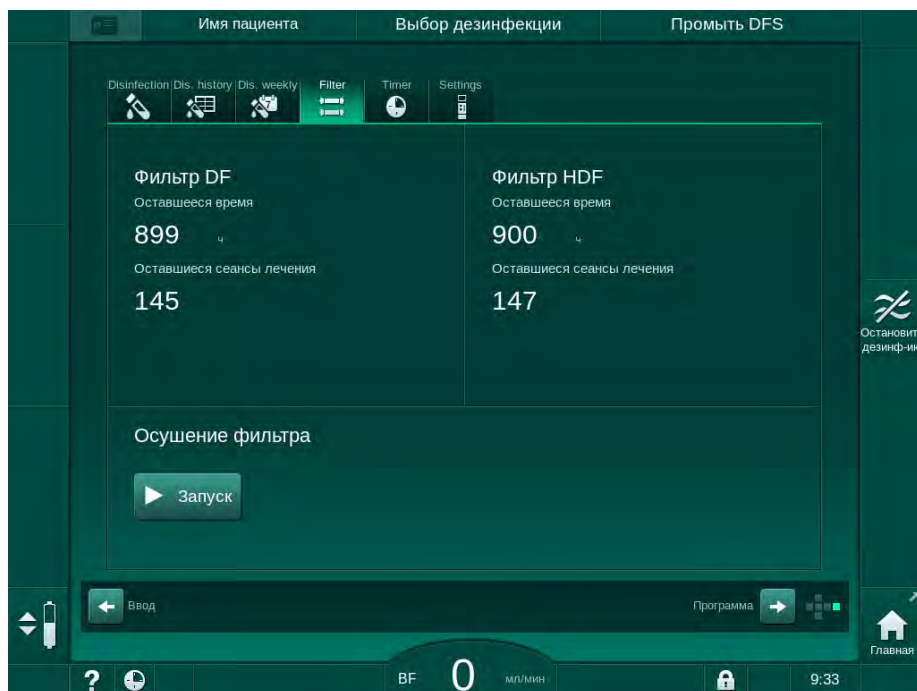 Имя пациента
Выбор дезинфекции
Промыть DFS
Disinfection Dis. history Dis. weekly Filter Timer Settings
Фильтр DF
Оставшееся время
899 ч
Оставшиеся сеансы лечения
145
Фильтр HDF
Оставшееся время
900 ч
Оставшиеся сеансы лечения
147
Остановит
дезинф-ик
Осушение фильтра
Запуск
Ввод
Программа
Главная
? BF 0 мл/мин 9:33